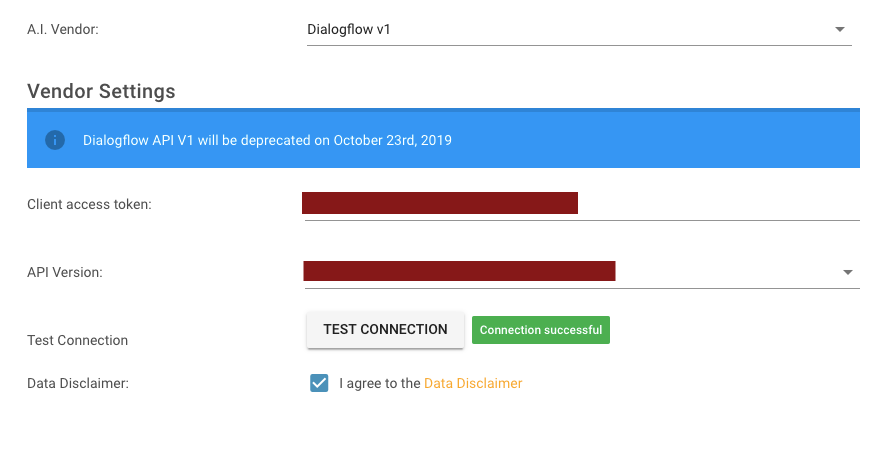 A.I. Vendor:
Dialogflow v1
Vendor Settings
Dialogflow API V1 will be deprecated on October 23rd, 2019
Client access token:
API Version:
Test Connection
TEST CONNECTION
Connection successful
Data Disclaimer:
I agree to the Data Disclaimer